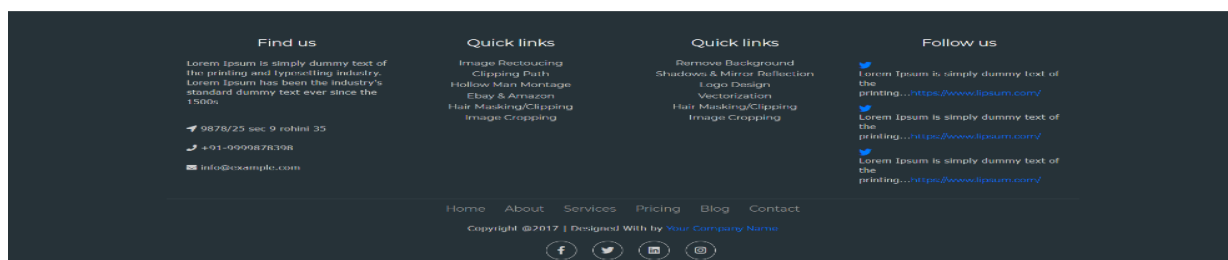 Find us
Lorem Ipsum is simply dummy text of
the printing and typesetting industry.
Lorem Ipsum has been the industry's
standard dummy text ever since the
1500s
9878/25 sec 9 rohini 35
+91-9999878398
info@example.com
Quick links
Image Rectoucing
Clipping Path
Hollow Man Montage
Ebay & Amazon
Hair Masking/Clipping
Image Cropping
Quick links
Remove Background
Shadows & Mirror Reflection
Logo Design
Vectorization
Hair Masking/Clipping
Image Cropping
Follow us
Lorem Ipsum is simply dummy text of
the
printing...https://www.lipsum.com/
Lorem Ipsum is simply dummy text of
the
printing...https://www.lipsum.com/
Lorem Ipsum is simply dummy text of
the
printing...https://www.lipsum.com/
Home About Services Pricing Blog Contact
Copyright @2017 | Designed With by Your Company Name